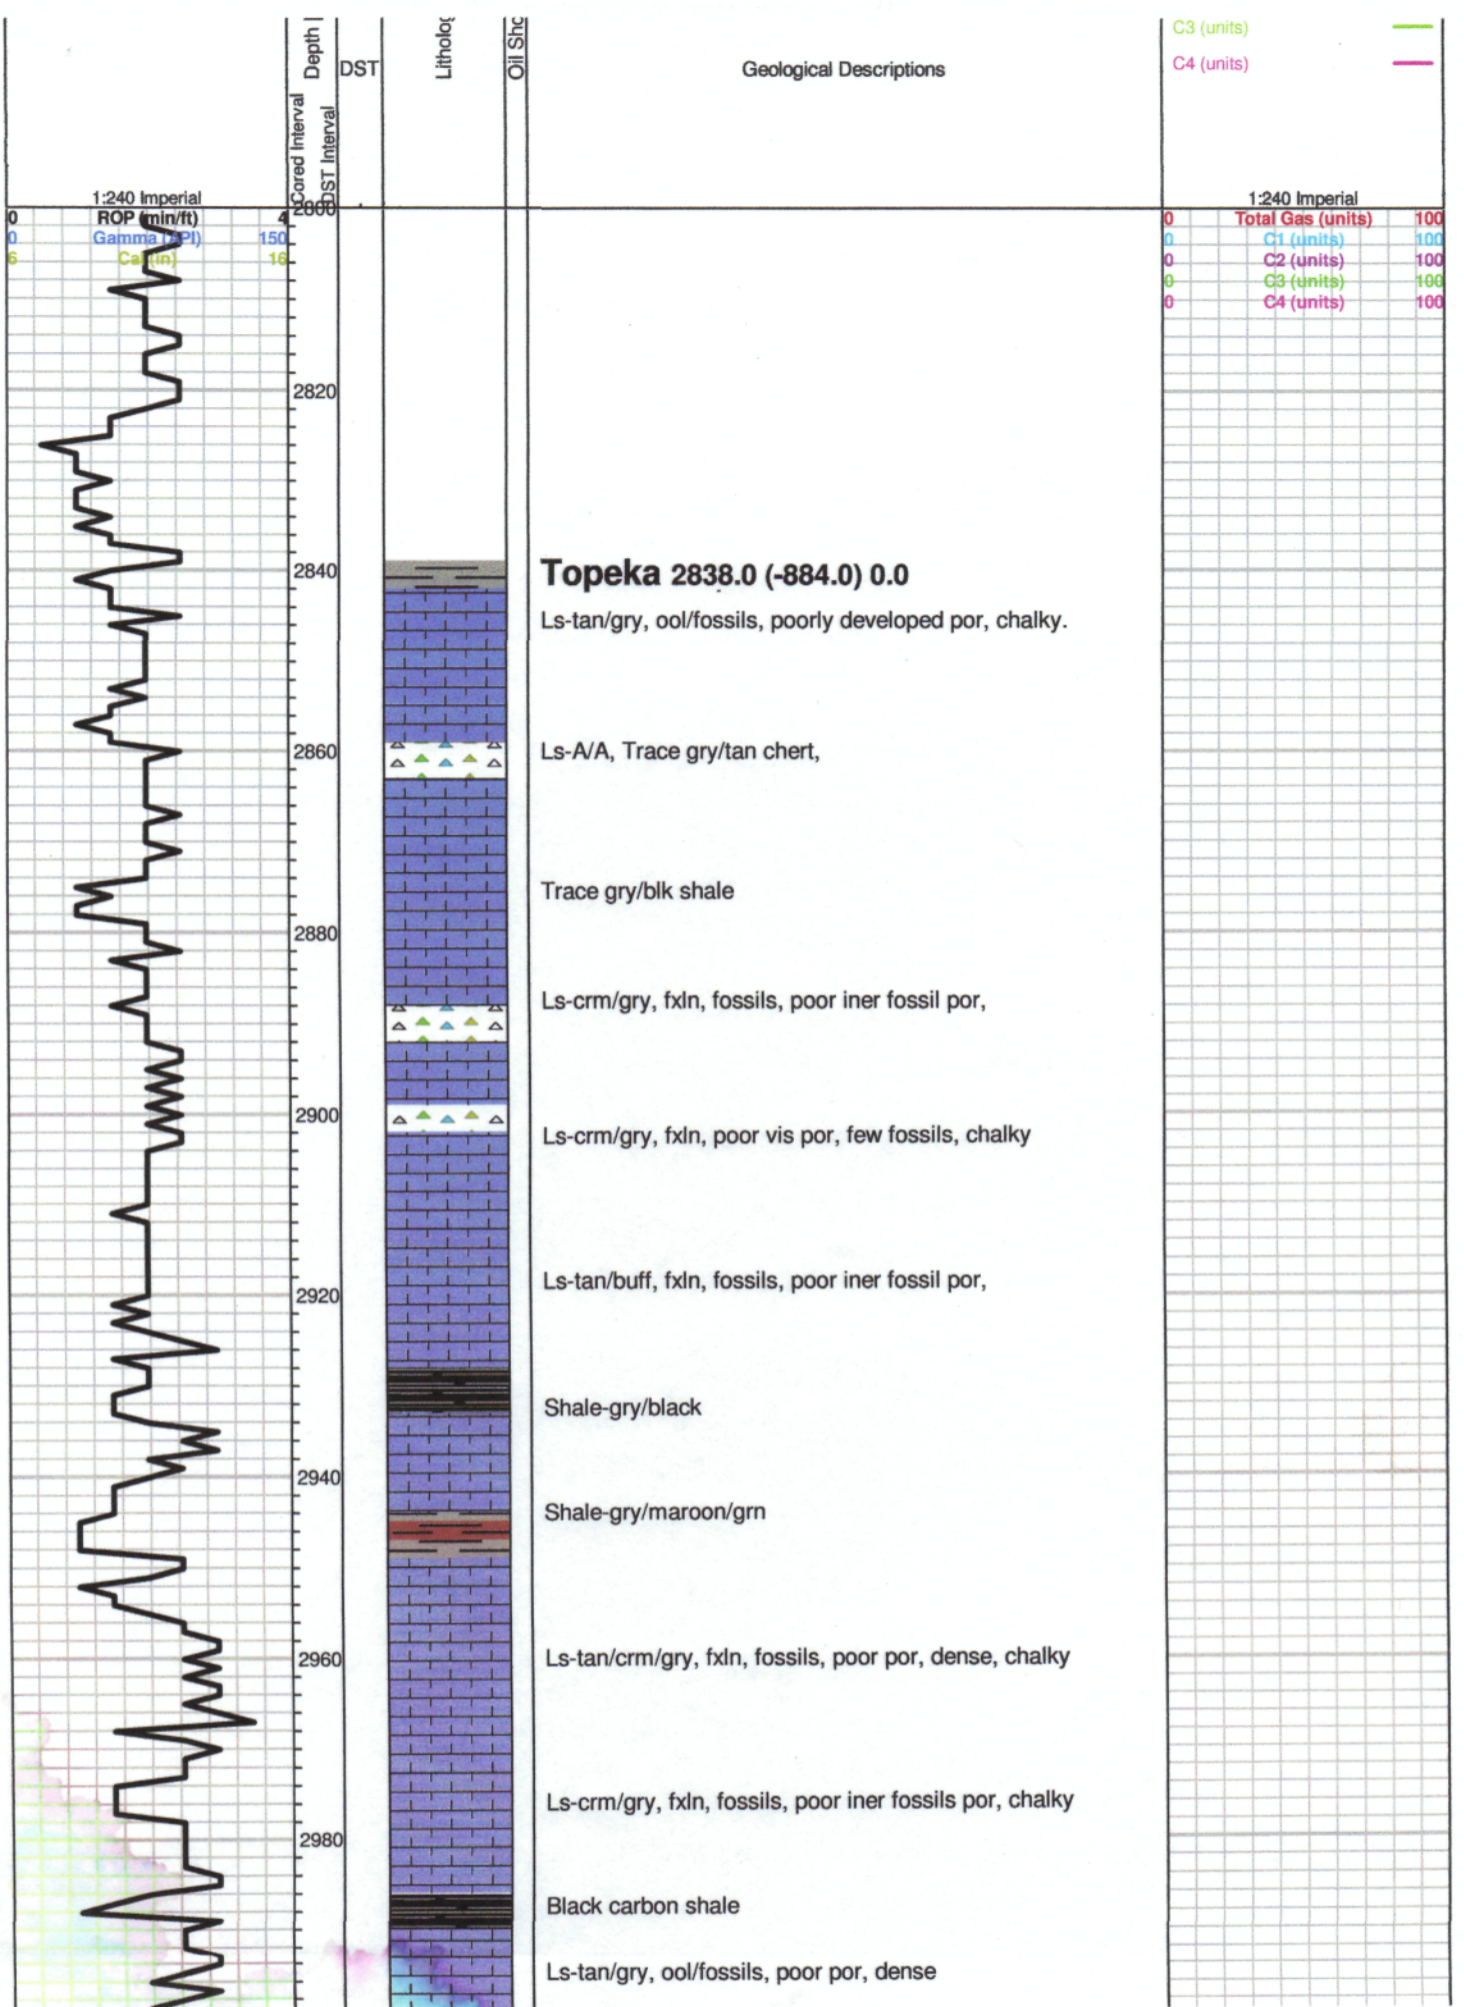 Depth |
DST
Litholog
Oil Sho
Geological Descriptions
C3 (units)
C4 (units)
Cored Interval
DST Interval
1:240 Imperial
1:240 Imperial
2800
0 ROP (min/ft) 4
0 Gamma (API) 150
6 Cal (in) 16
0 Total Gas (units) 100
0 C1 (units) 100
0 C2 (units) 100
0 C3 (units) 100
0 C4 (units) 100
2820
2840
Topeka 2838.0 (-884.0) 0.0
Ls-tan/gry, ool/fossils, poorly developed por, chalky.
2860
Ls-A/A, Trace gry/tan chert,
Trace gry/blk shale
2880
Ls-crm/gry, fxln, fossils, poor iner fossil por,
2900
Ls-crm/gry, fxln, poor vis por, few fossils, chalky
Ls-tan/buff, fxln, fossils, poor iner fossil por,
2920
Shale-gry/black
2940
Shale-gry/maroon/grn
2960
Ls-tan/crm/gry, fxln, fossils, poor por, dense, chalky
Ls-crm/gry, fxln, fossils, poor iner fossils por, chalky
2980
Black carbon shale
Ls-tan/gry, ool/fossils, poor por, dense